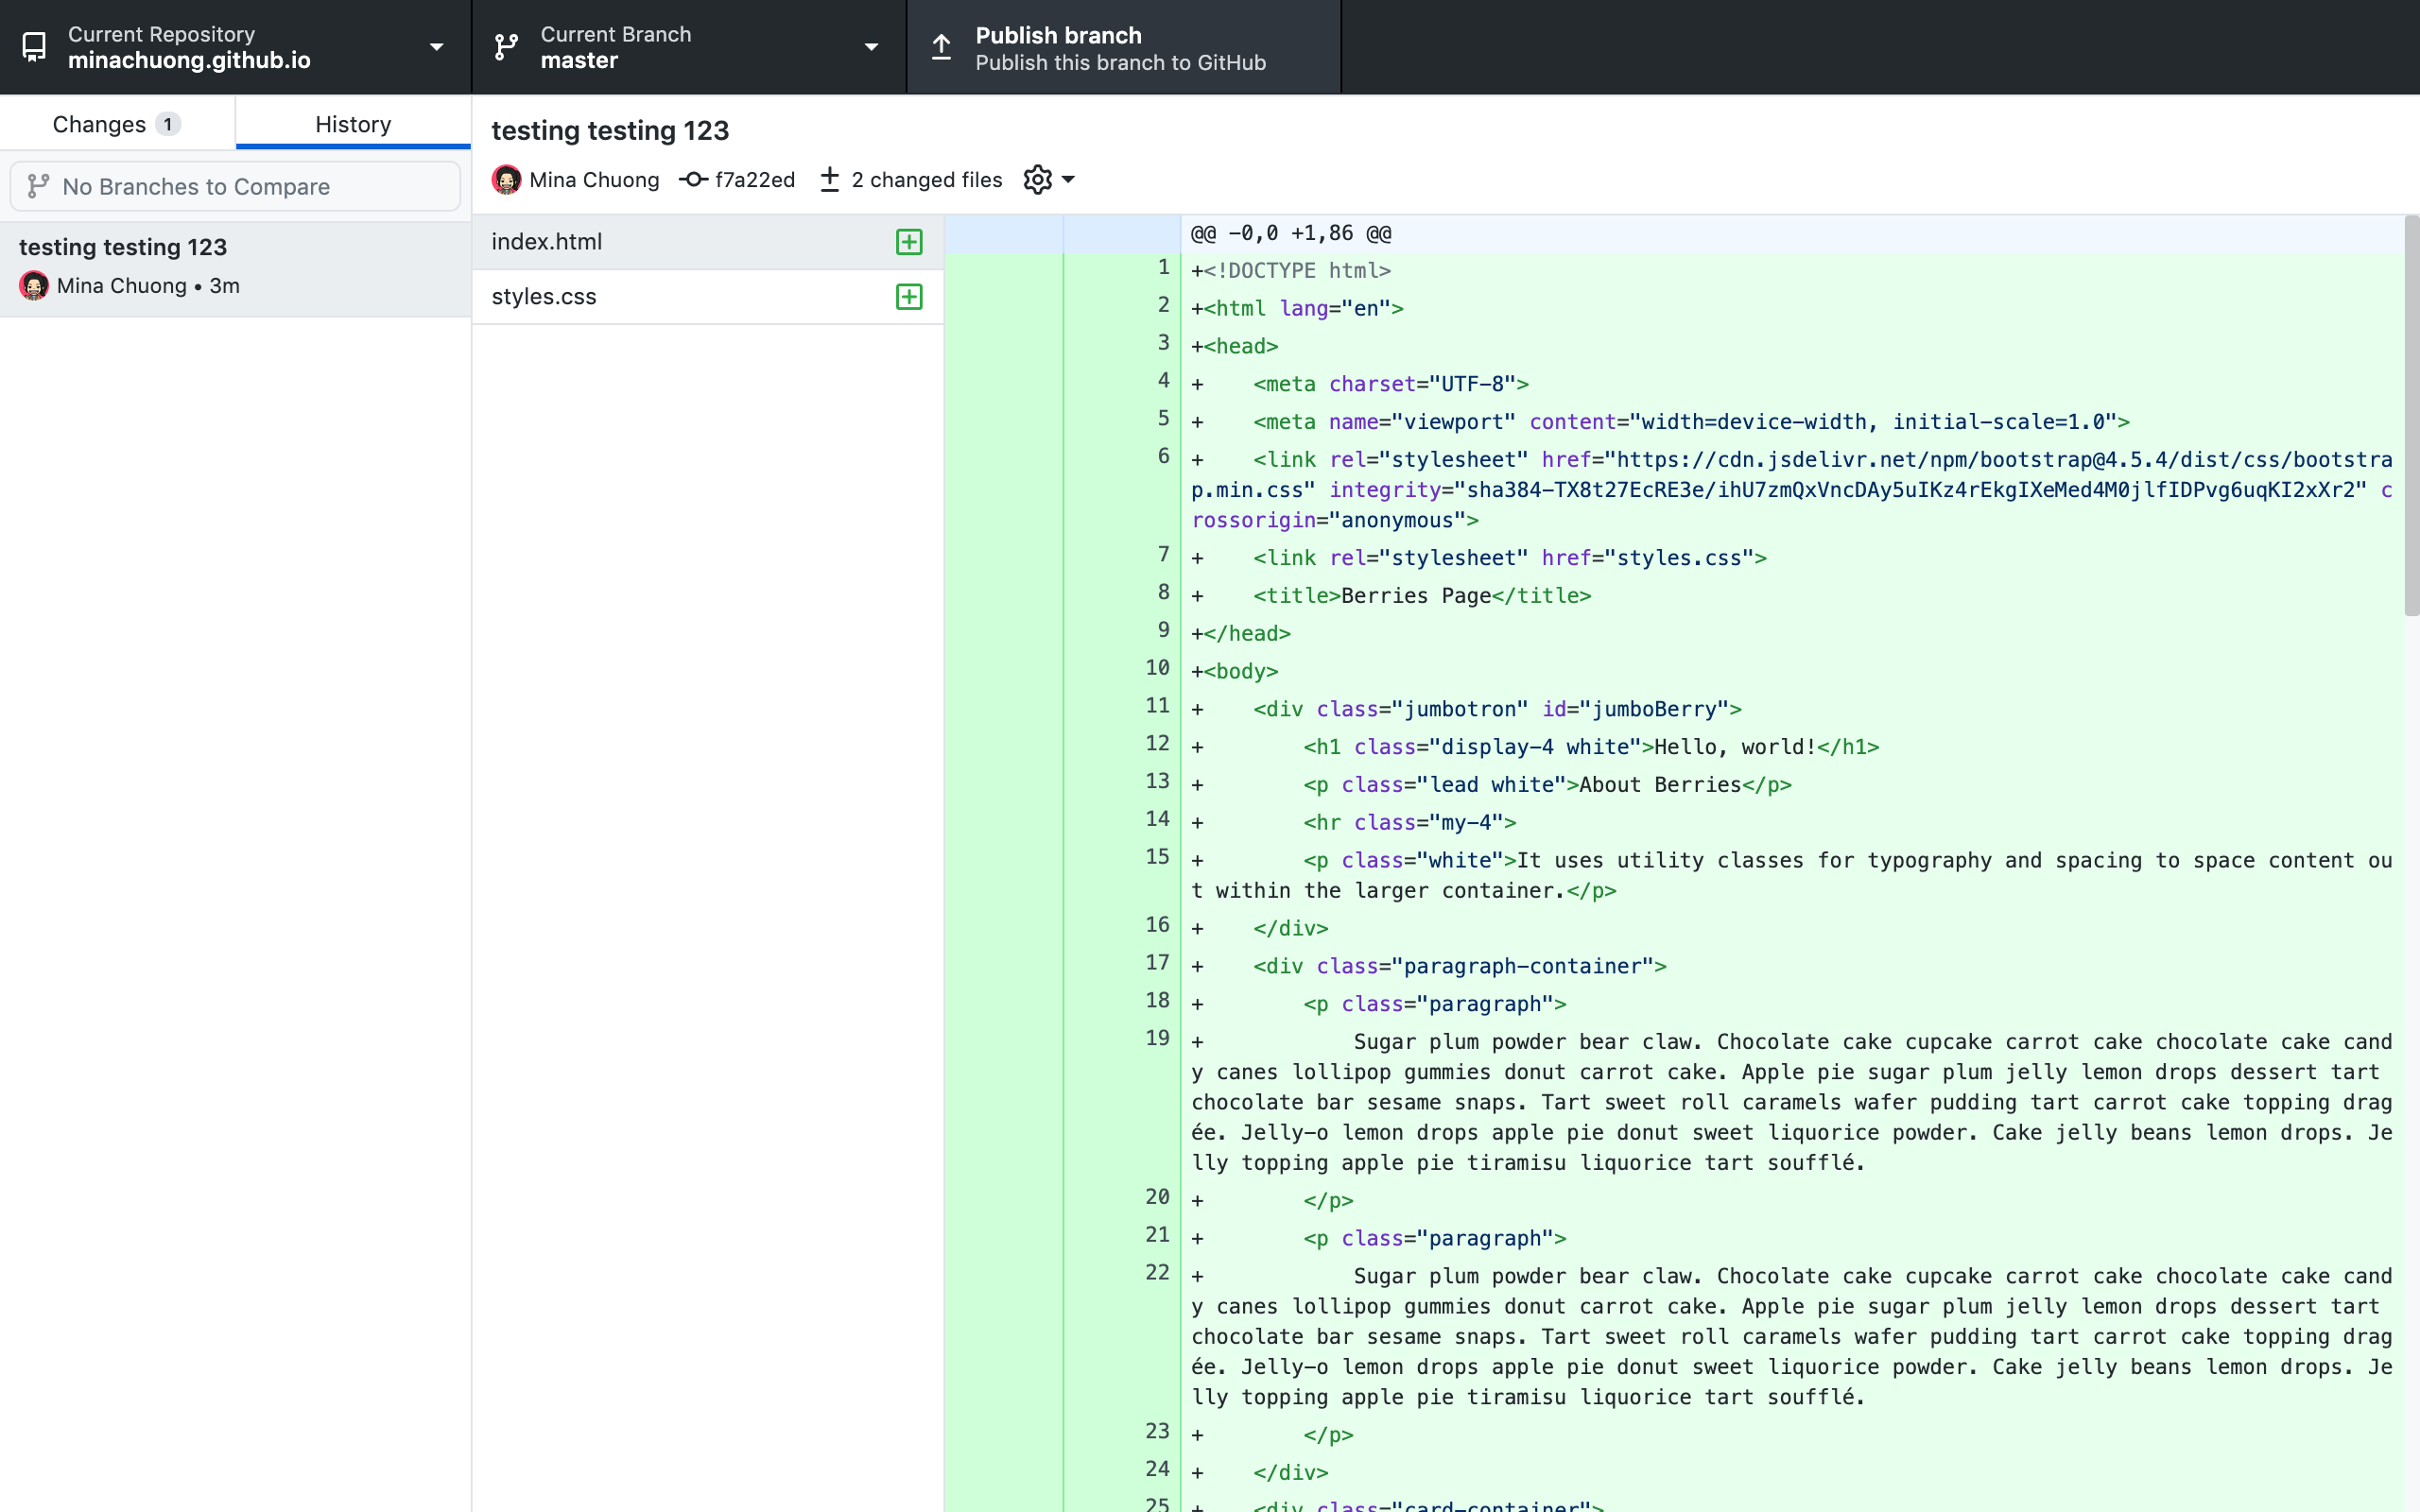 Current Repository
minachuong.github.io
Current Branch
master
Publish branch
Publish this branch to GitHub
Changes 1
History
No Branches to Compare
testing testing 123
Mina Chuong • 3m
testing testing 123
Mina Chuong f7a22ed 2 changed files
index.html
styles.css
@@ -0,0 +1,86 @@
1 +<!DOCTYPE html>
2 +<html lang="en">
3 +<head>
4 +    <meta charset="UTF-8">
5 +    <meta name="viewport" content="width=device-width, initial-scale=1.0">
6 +    <link rel="stylesheet" href="https://cdn.jsdelivr.net/npm/bootstrap@4.5.4/dist/css/bootstra
p.min.css" integrity="sha384-TX8t27EcRE3e/ihU7zmQxVncDAy5uIKz4rEkgIXeMed4M0jlfIDPvg6uqKI2xXr2" c
rossorigin="anonymous">
7 +    <link rel="stylesheet" href="styles.css">
8 +    <title>Berries Page</title>
9 +</head>
10 +<body>
11 +    <div class="jumbotron" id="jumboBerry">
12 +        <h1 class="display-4 white">Hello, world!</h1>
13 +        <p class="lead white">About Berries</p>
14 +        <hr class="my-4">
15 +        <p class="white">It uses utility classes for typography and spacing to space content ou
t within the larger container.</p>
16 +    </div>
17 +    <div class="paragraph-container">
18 +        <p class="paragraph">
19 +            Sugar plum powder bear claw. Chocolate cake cupcake carrot cake chocolate cake cand
y canes lollipop gummies donut carrot cake. Apple pie sugar plum jelly lemon drops dessert tart
chocolate bar sesame snaps. Tart sweet roll caramels wafer pudding tart carrot cake topping drag
ée. Jelly-o lemon drops apple pie donut sweet liquorice powder. Cake jelly beans lemon drops. Je
lly topping apple pie tiramisu liquorice tart soufflé.
20 +        </p>
21 +        <p class="paragraph">
22 +            Sugar plum powder bear claw. Chocolate cake cupcake carrot cake chocolate cake cand
y canes lollipop gummies donut carrot cake. Apple pie sugar plum jelly lemon drops dessert tart
chocolate bar sesame snaps. Tart sweet roll caramels wafer pudding tart carrot cake topping drag
ée. Jelly-o lemon drops apple pie donut sweet liquorice powder. Cake jelly beans lemon drops. Je
lly topping apple pie tiramisu liquorice tart soufflé.
23 +        </p>
24 +    </div>
25 +    <div class="card-container">